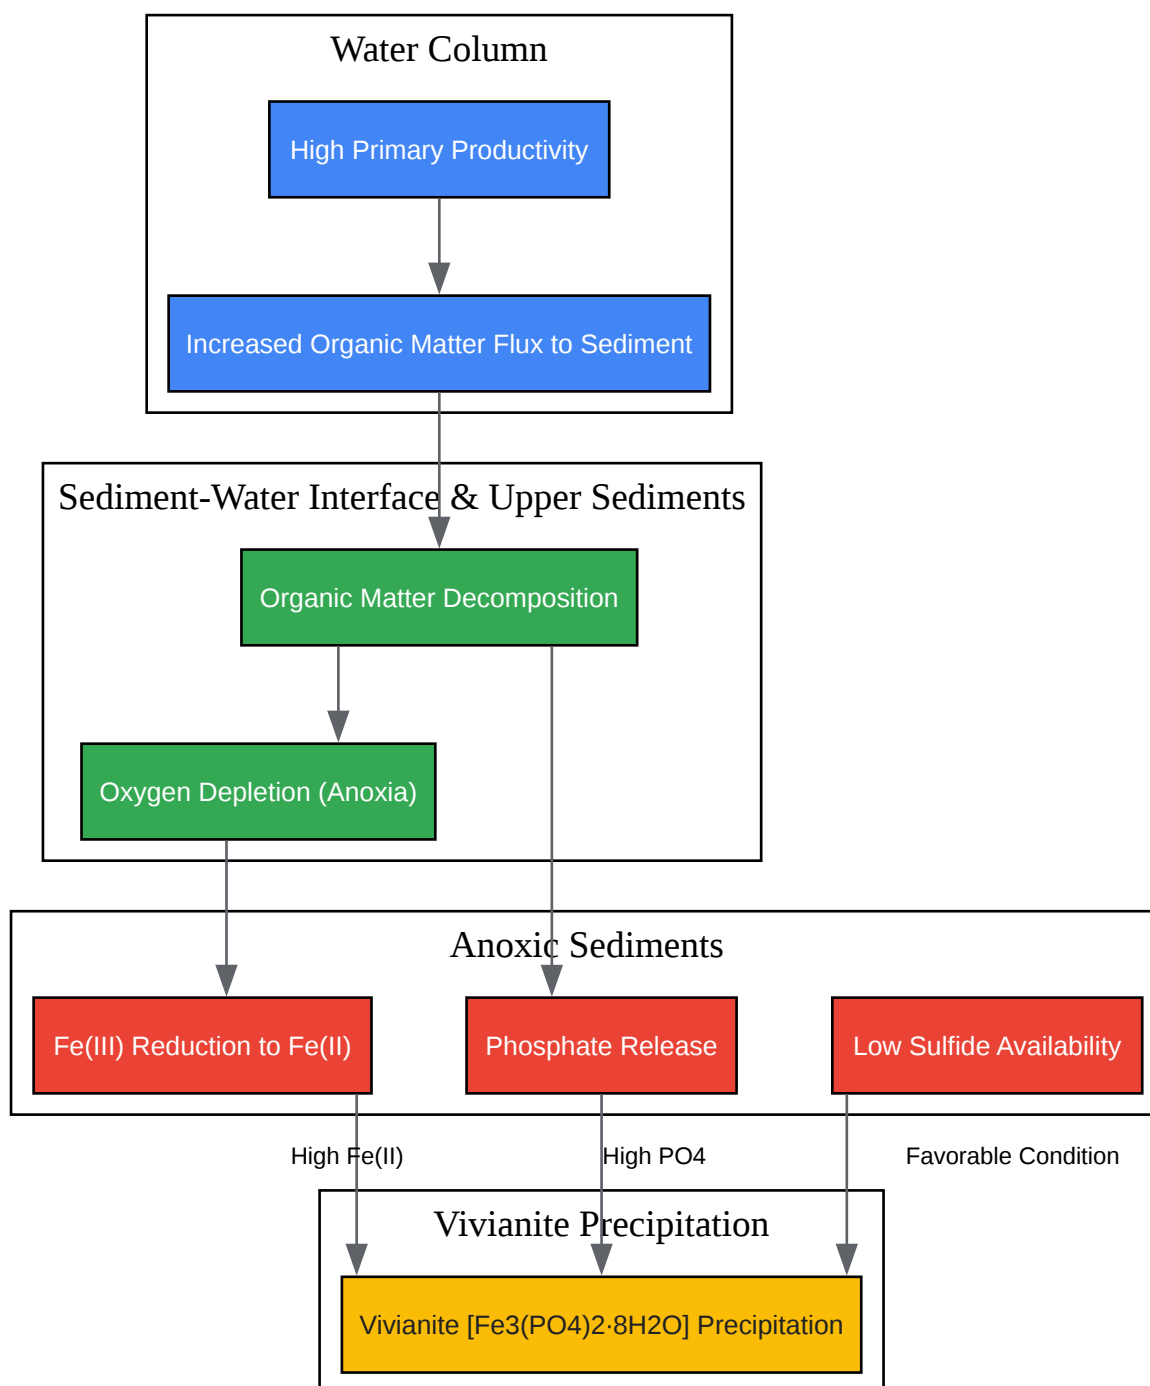 Water Column
High Primary Productivity
Increased Organic Matter Flux to Sediment
Sediment-Water Interface & Upper Sediments
Organic Matter Decomposition
Oxygen Depletion (Anoxia)
Anoxic Sediments
Fe(III) Reduction to Fe(II)
Phosphate Release
Low Sulfide Availability
High Fe(II)
High PO4
Favorable Condition
Vivianite Precipitation
Vivianite [Fe3(PO4)2·8H2O] Precipitation